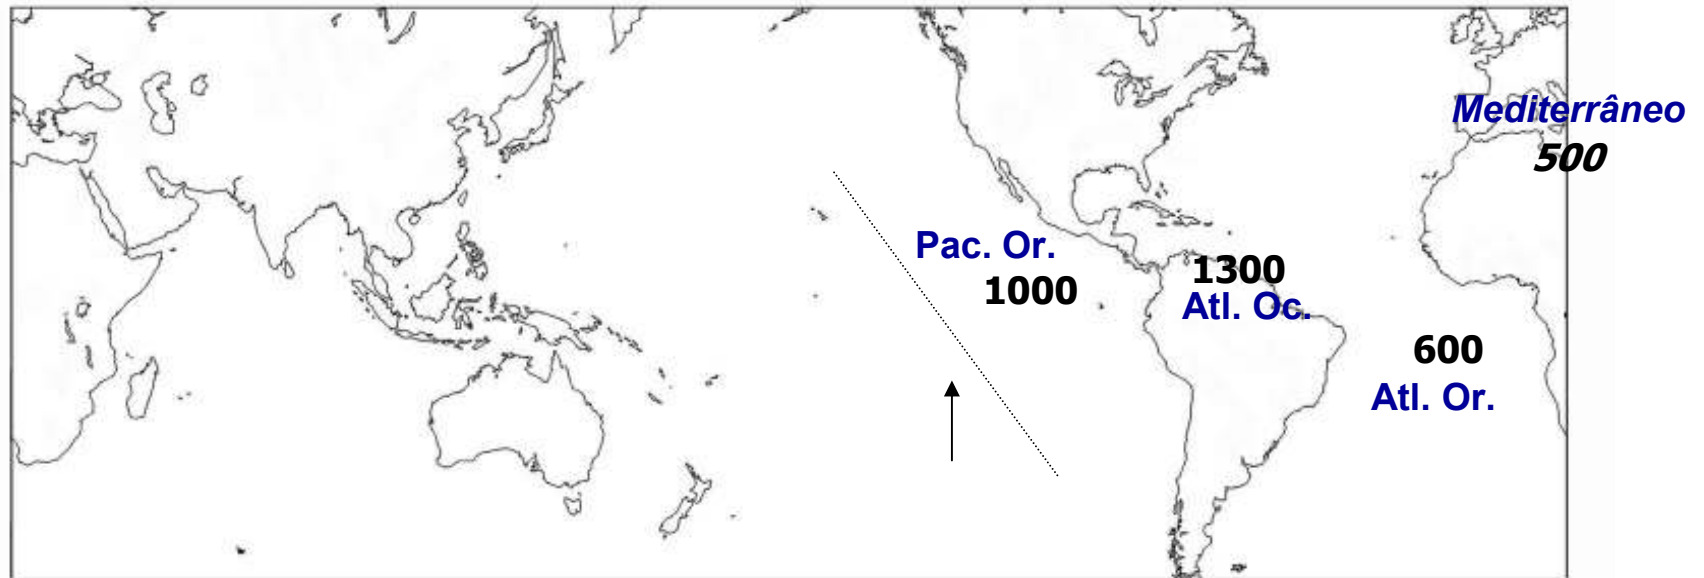 Mediterrâneo
500
Pac. Or.
1000
1300
Atl. Oc.
600
Atl. Or.